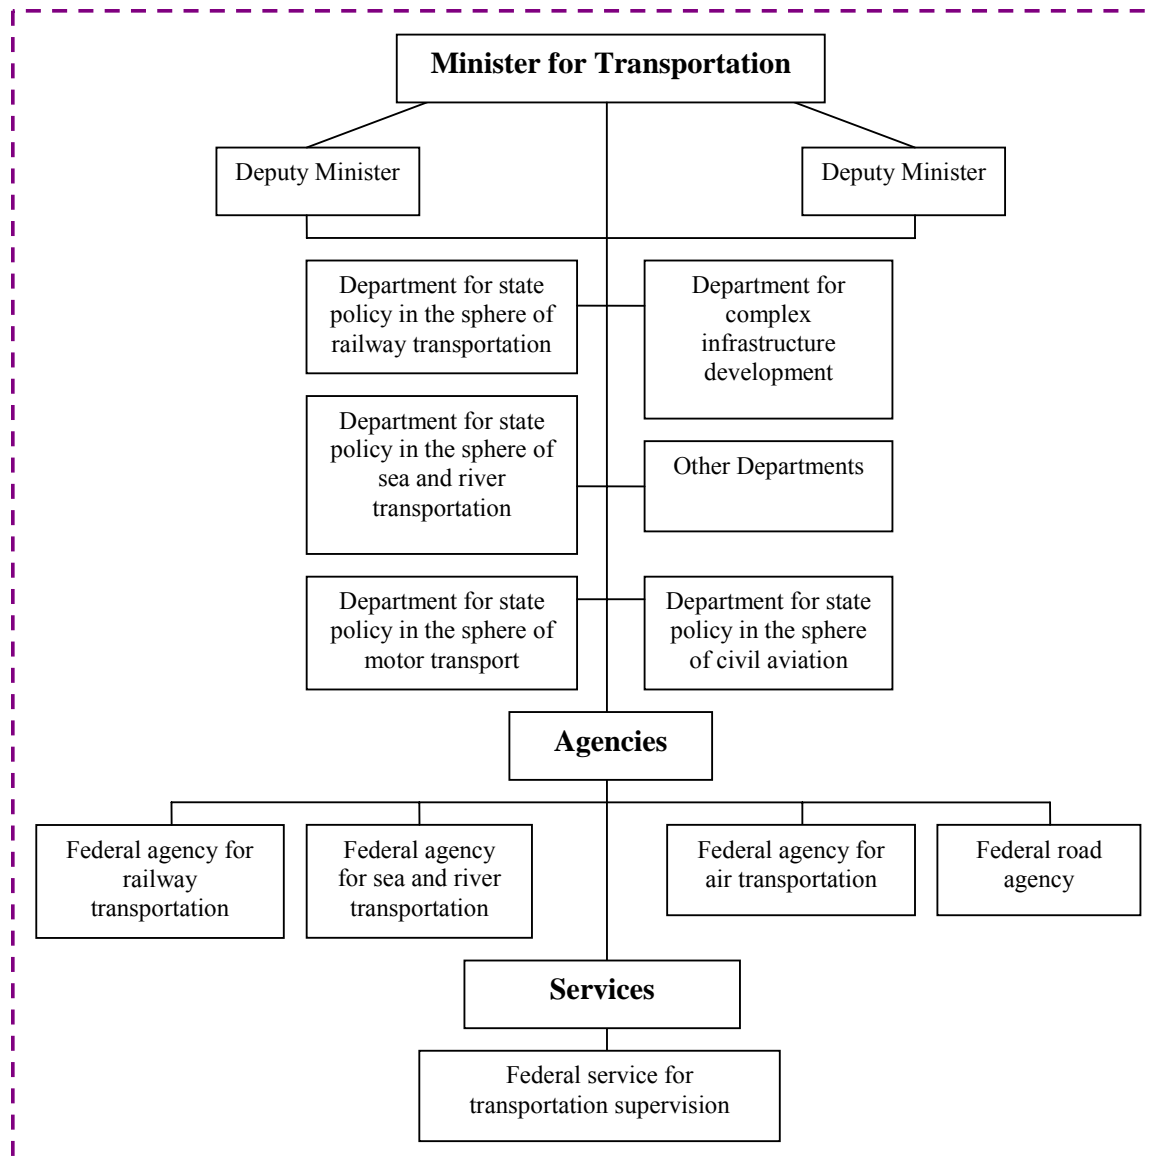 Minister for Transportation
Deputy Minister
Deputy Minister
Department for state
policy in the sphere of
railway transportation
Department for
complex
infrastructure
development
Department for state
policy in the sphere of
sea and river
transportation
Other Departments
Department for state
policy in the sphere of
motor transport
Department for state
policy in the sphere
of civil aviation
Agencies
Federal agency for
railway
transportation
Federal agency
for sea and river
transportation
Federal agency for
air transportation
Federal road
agency
Services
Federal service for
transportation supervision